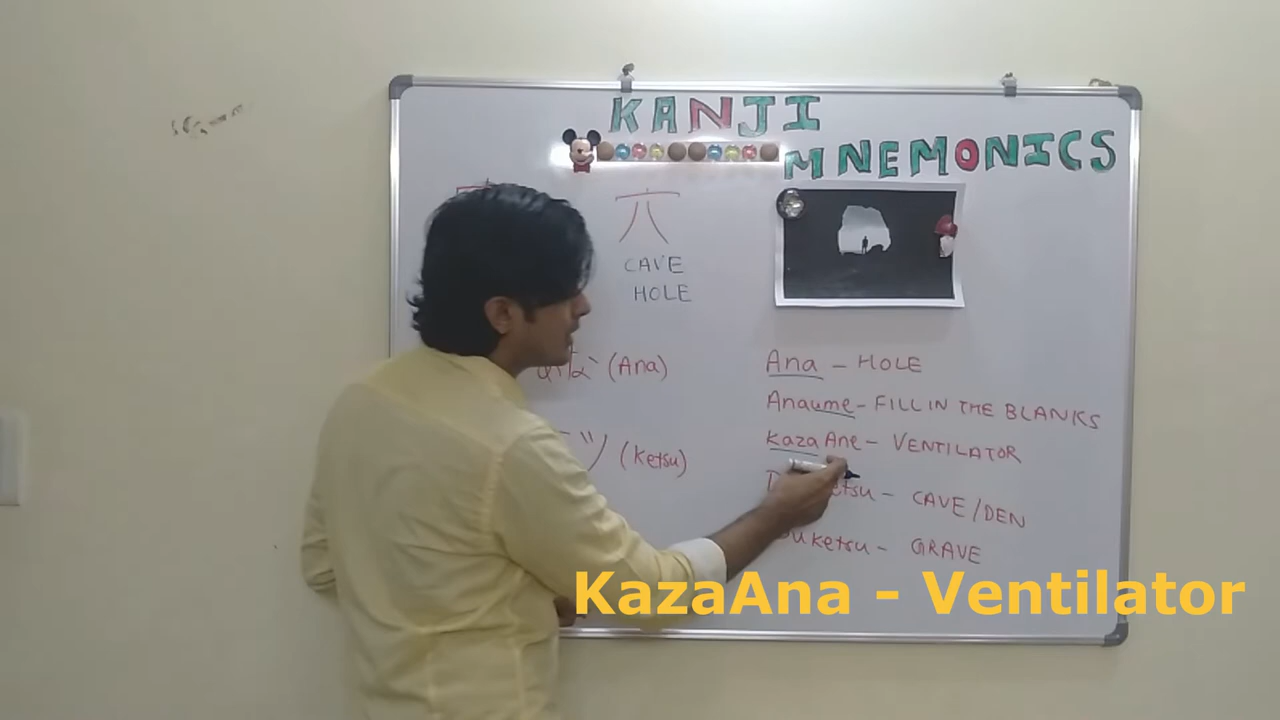 KANJI
MNEMONICS
CAVE
HOLE
(Ana)
(Ketsu)
Ana – HOLE
Anaume – FILL IN THE BLANKS
KazaAne – VENTILATOR
– CAVE/DEN
– GRAVE
KazaAna - Ventilator